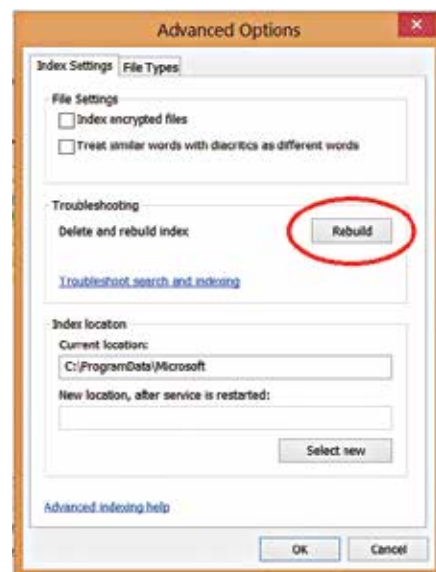 Advanced Options
Index Settings File Types
File Settings
Index encrypted files
Treat similar words with diacritics as different words
Troubleshooting
Delete and rebuild index Rebuild
Troubleshoot search and indexing
Index location
Current location:
C:\ProgramData\Microsoft
New location, after service is restarted:
Select new
Advanced indexing help
OK Cancel